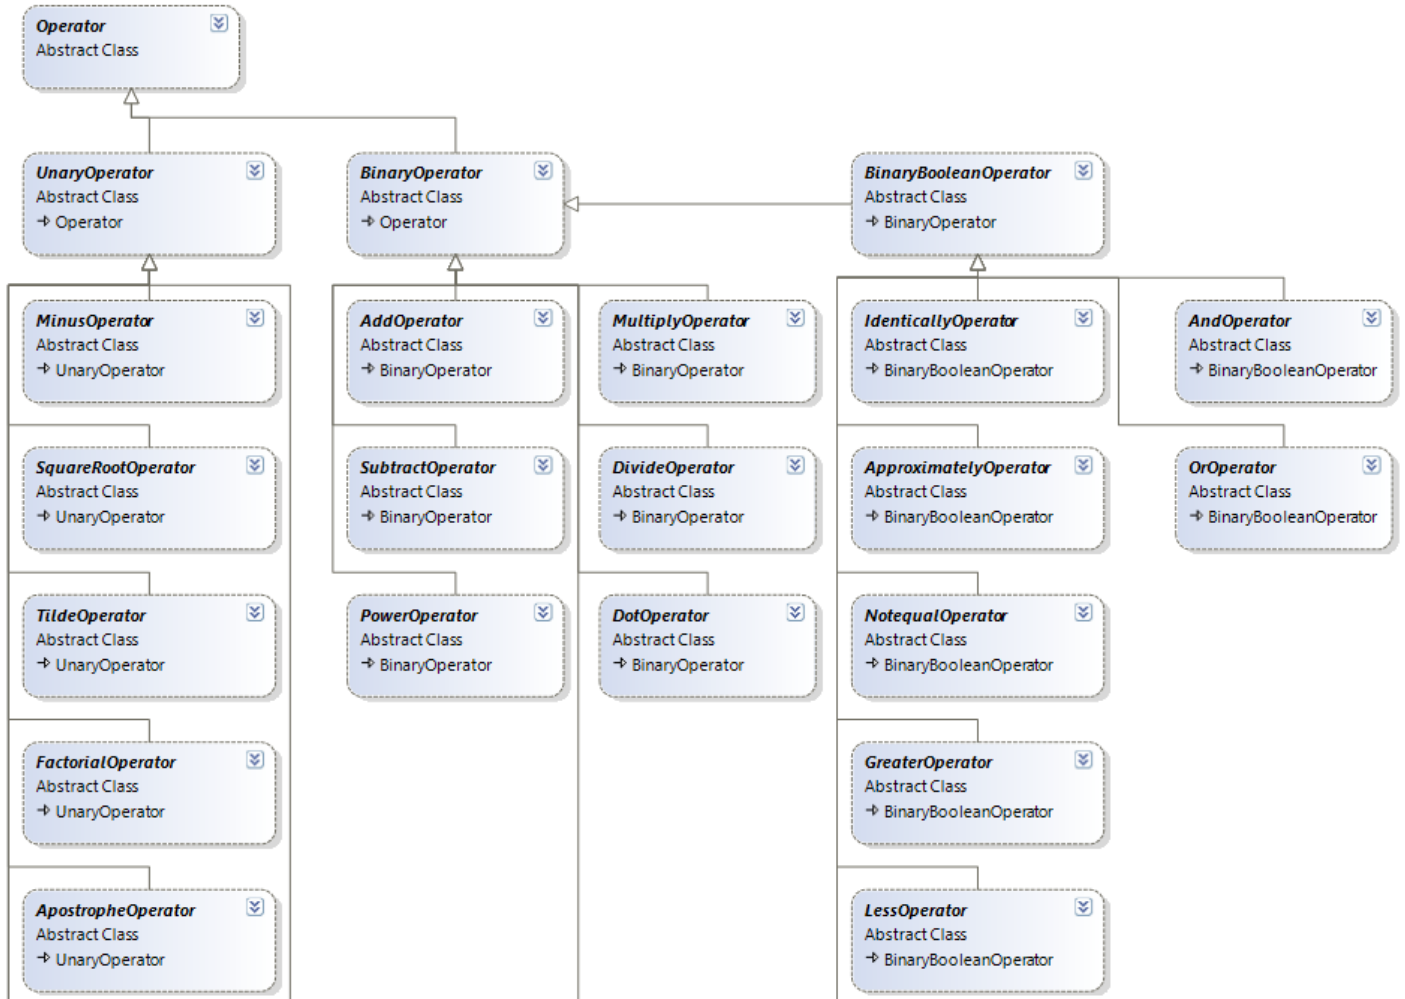 Operator
Abstract Class
UnaryOperator
Abstract Class
Operator
BinaryOperator
Abstract Class
Operator
BinaryBooleanOperator
Abstract Class
BinaryOperator
MinusOperator
Abstract Class
UnaryOperator
AddOperator
Abstract Class
BinaryOperator
MultiplyOperator
Abstract Class
BinaryOperator
IdenticallyOperator
Abstract Class
BinaryBooleanOperator
AndOperator
Abstract Class
BinaryBooleanOperator
SquareRootOperator
Abstract Class
UnaryOperator
SubtractOperator
Abstract Class
BinaryOperator
DivideOperator
Abstract Class
BinaryOperator
ApproximatelyOperator
Abstract Class
BinaryBooleanOperator
OrOperator
Abstract Class
BinaryBooleanOperator
TildeOperator
Abstract Class
UnaryOperator
PowerOperator
Abstract Class
BinaryOperator
DotOperator
Abstract Class
BinaryOperator
NotequalOperator
Abstract Class
BinaryBooleanOperator
FactorialOperator
Abstract Class
UnaryOperator
GreaterOperator
Abstract Class
BinaryBooleanOperator
ApostropheOperator
Abstract Class
UnaryOperator
LessOperator
Abstract Class
BinaryBooleanOperator